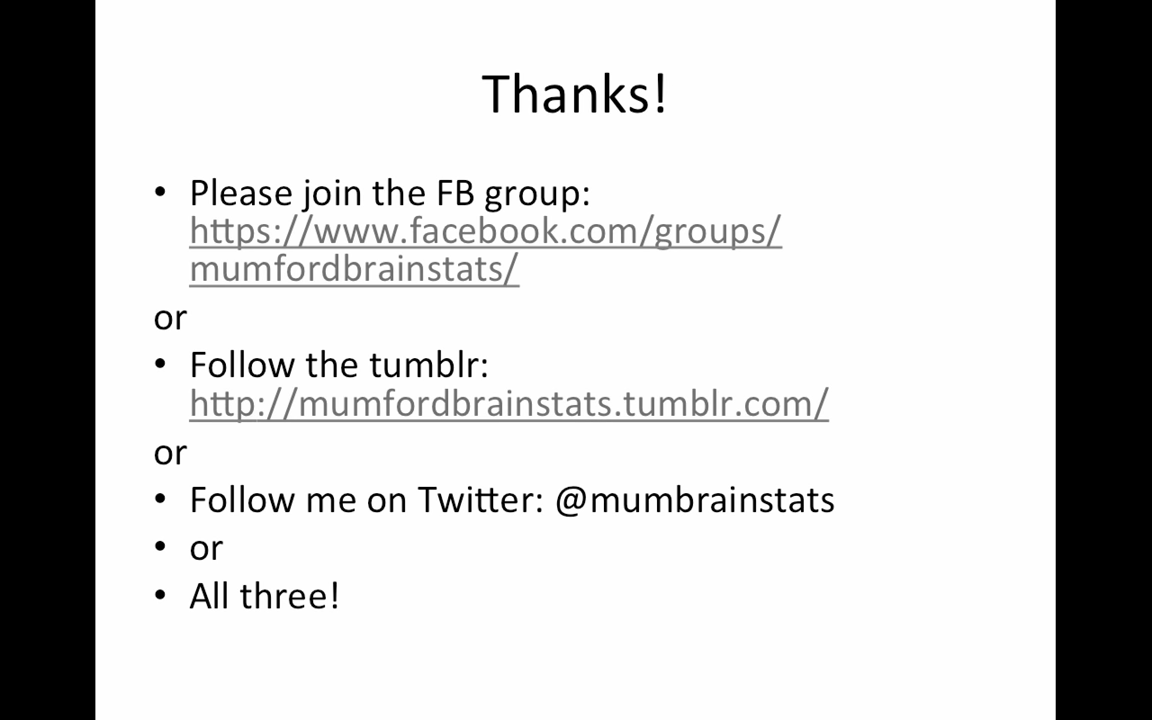 Thanks!
• Please join the FB group:
https://www.facebook.com/groups/
mumfordbrainstats/
or
• Follow the tumblr:
http://mumfordbrainstats.tumblr.com/
or
• Follow me on Twitter: @mumbrainstats
• or
• All three!